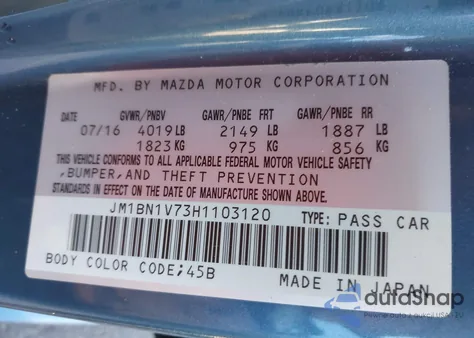 MFD. BY MAZDA MOTOR CORPORATION
GVWR/PNBV GAWR/PNBE FRT GAWR/PNBE RR
07/16 4019 LB 2149 LB 1887 LB
1823 KG 975 KG 856 KG
THIS VEHICLE CONFORMS TO ALL APPLICABLE FEDERAL MOTOR VEHICLE SAFETY
,BUMPER,AND THEFT PREVENTION
STANDARDS IN EFFECT ON THE DATE OF MANUFACTURE SHOWN ABOVE.
JM1BN1V73H1103120 TYPE: PASS CAR
BODY COLOR CODE;45B MADE IN JAPAN
autoSnap